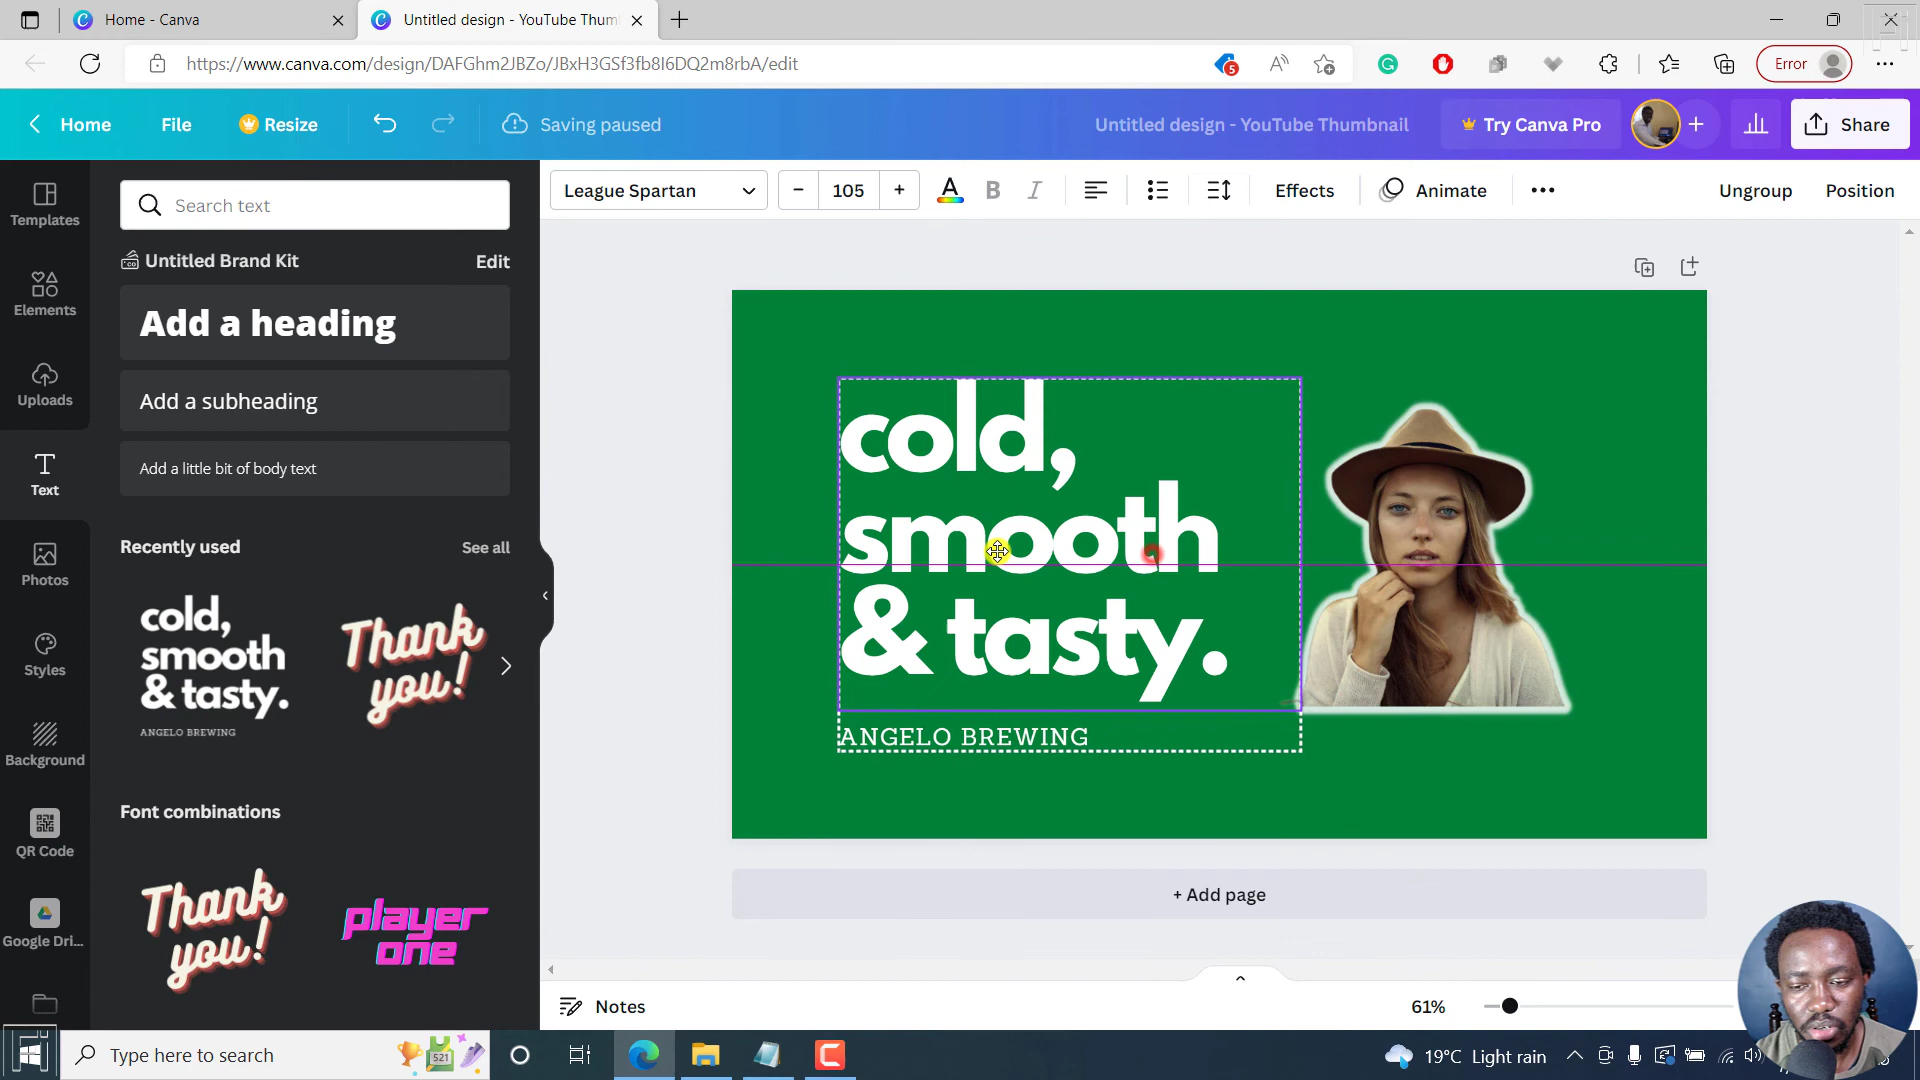 Home - Canva
Untitled design - YouTube Thum
https://www.canva.com/design/DAFGhm2JBZo/JBxH3GSf3fb8I6DQ2m8rbA/edit
5
Error
Home
File
Resize
Saving paused
Untitled design - YouTube Thumbnail
Try Canva Pro
Share
Templates
Elements
Uploads
Text
Photos
Styles
Background
QR Code
Google Dri...
Search text
Untitled Brand Kit
Edit
Add a heading
Add a subheading
Add a little bit of body text
Recently used
See all
cold,
smooth
& tasty.
ANGELO BREWING
Thank
you!
Font combinations
Thank
you!
player
one
League Spartan
105
A
B
I
Effects
Animate
Ungroup
Position
cold,
smooth
& tasty.
ANGELO BREWING
+ Add page
Notes
61%
Type here to search
521
19°C Light rain